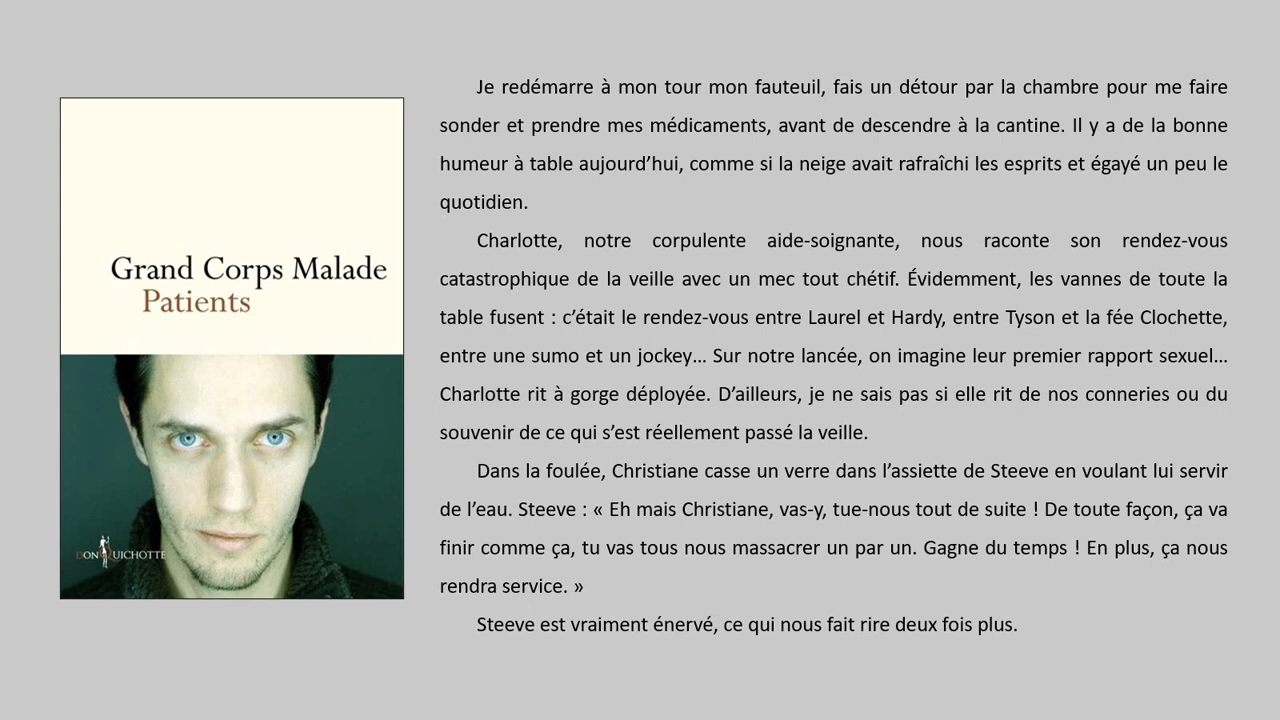 Grand Corps Malade
Patients
DON QUICHOTTE
Je redémarre à mon tour mon fauteuil, fais un détour par la chambre pour me faire
sonder et prendre mes médicaments, avant de descendre à la cantine. Il y a de la bonne
humeur à table aujourd’hui, comme si la neige avait rafraîchi les esprits et égayé un peu le
quotidien.
Charlotte, notre corpulente aide-soignante, nous raconte son rendez-vous
catastrophique de la veille avec un mec tout chétif. Évidemment, les vannes de toute la
table fusent : c’était le rendez-vous entre Laurel et Hardy, entre Tyson et la fée Clochette,
entre une sumo et un jockey… Sur notre lancée, on imagine leur premier rapport sexuel…
Charlotte rit à gorge déployée. D’ailleurs, je ne sais pas si elle rit de nos conneries ou du
souvenir de ce qui s’est réellement passé la veille.
Dans la foulée, Christiane casse un verre dans l’assiette de Steeve en voulant lui servir
de l’eau. Steeve : « Eh mais Christiane, vas-y, tue-nous tout de suite ! De toute façon, ça va
finir comme ça, tu vas tous nous massacrer un par un. Gagne du temps ! En plus, ça nous
rendra service. »
Steeve est vraiment énervé, ce qui nous fait rire deux fois plus.